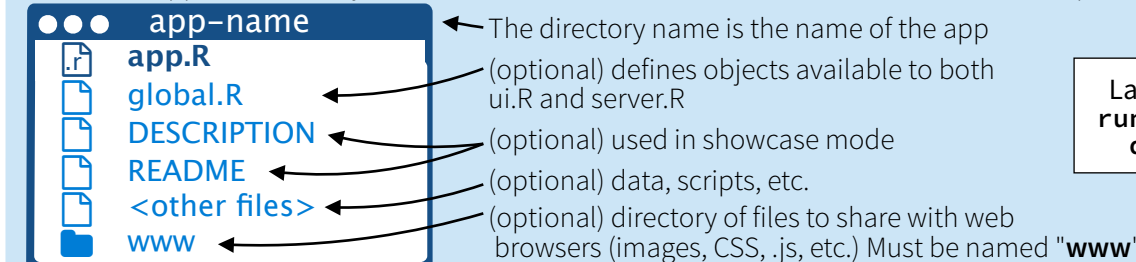 app-name
The directory name is the name of the app
.r
app.R
(optional) defines objects available to both
ui.R and server.R
global.R
DESCRIPTION
(optional) used in showcase mode
README
(optional) data, scripts, etc.
<other files>
(optional) directory of files to share with web
browsers (images, CSS, .js, etc.) Must be named "www"
www
La
run